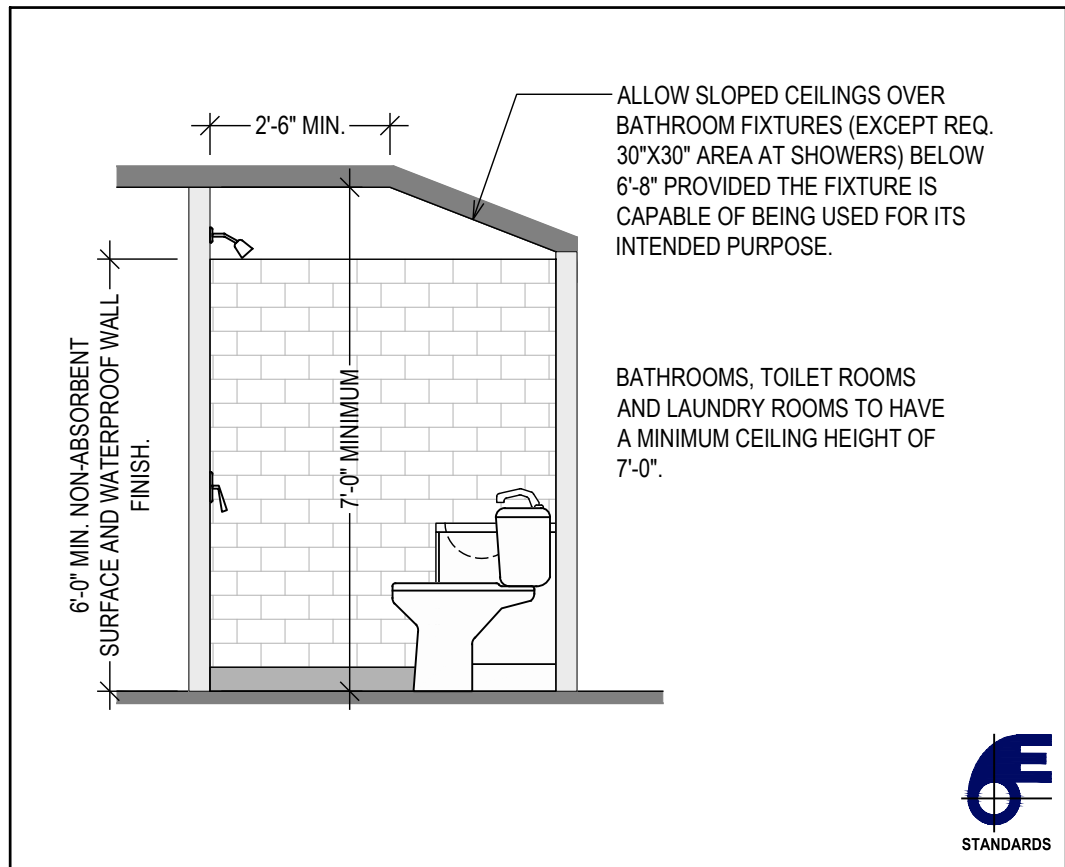 2'-6" MIN.
ALLOW SLOPED CEILINGS OVER
BATHROOM FIXTURES (EXCEPT REQ.
30"X30" AREA AT SHOWERS) BELOW
6'-8" PROVIDED THE FIXTURE IS
CAPABLE OF BEING USED FOR ITS
INTENDED PURPOSE.
6'-0" MIN. NON-ABSORBENT
SURFACE AND WATERPROOF WALL
FINISH.
7'-0" MINIMUM
BATHROOMS, TOILET ROOMS
AND LAUNDRY ROOMS TO HAVE
A MINIMUM CEILING HEIGHT OF
7'-0".
E
STANDARDS